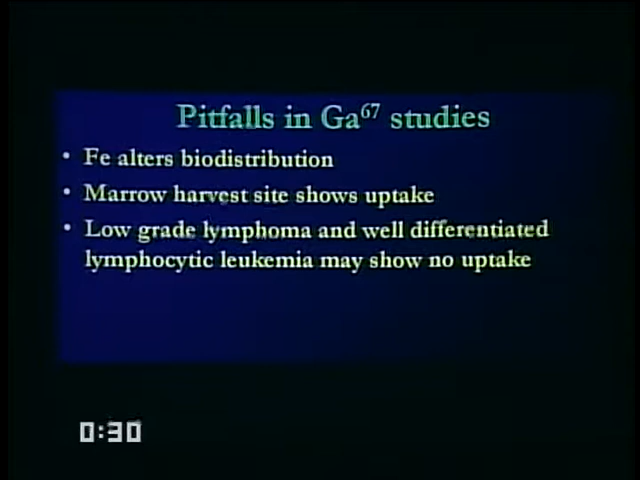 Pitfalls in Ga⁶⁷ studies
• Fe alters biodistribution
• Marrow harvest site shows uptake
• Low grade lymphoma and well differentiated
lymphocytic leukemia may show no uptake
0:30